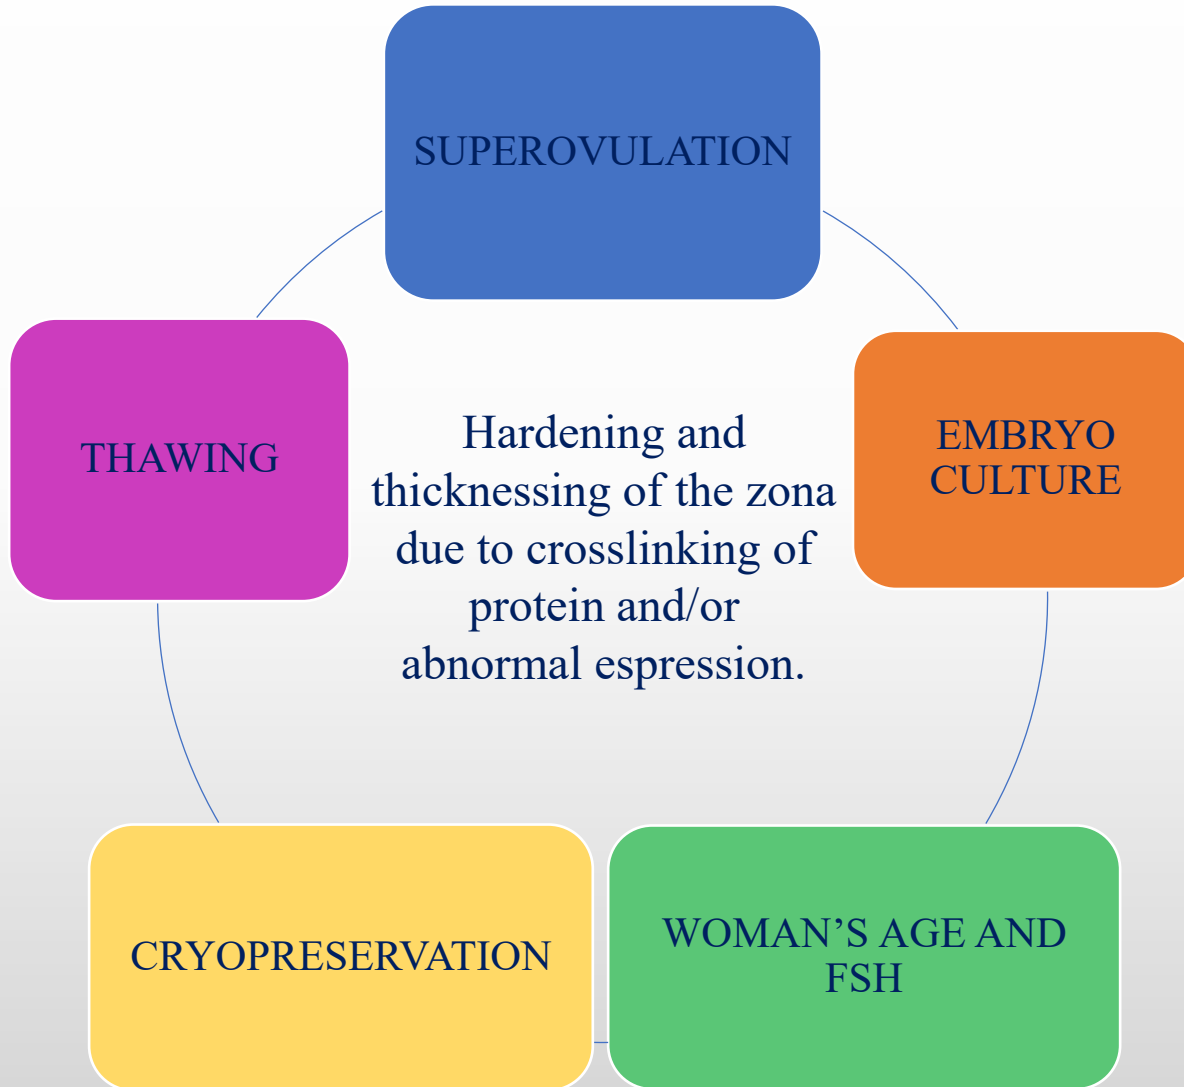 SUPEROVULATION
EMBRYO
CULTURE
WOMAN’S AGE AND
FSH
CRYOPRESERVATION
THAWING
Hardening and
thicknessing of the zona
due to crosslinking of
protein and/or
abnormal espression.